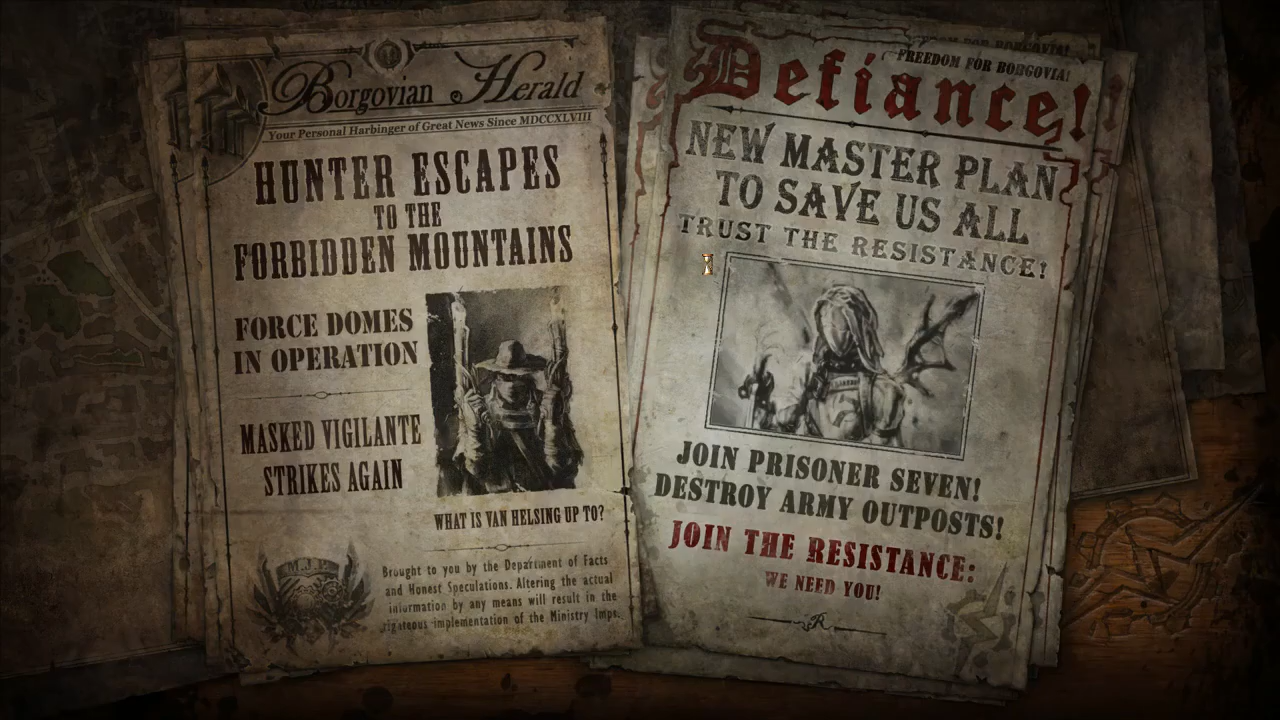 Borgovian Herald
Your Personal Harbinger of Great News Since MDCCXLVIII
HUNTER ESCAPES
TO THE
FORBIDDEN MOUNTAINS
FORCE DOMES
IN OPERATION
MASKED VIGILANTE
STRIKES AGAIN
WHAT IS VAN HELSING UP TO?
Brought to you by the Department of Facts
and Honest Speculations. Altering the actual
information by any means will result in the
rigateous implementation of the Ministry Imps.
FREEDOM FOR BORGOVIA!
Defiance!
NEW MASTER PLAN
TO SAVE US ALL
TRUST THE RESISTANCE!
JOIN PRISONER SEVEN!
DESTROY ARMY OUTPOSTS!
JOIN THE RESISTANCE:
WE NEED YOU!
R